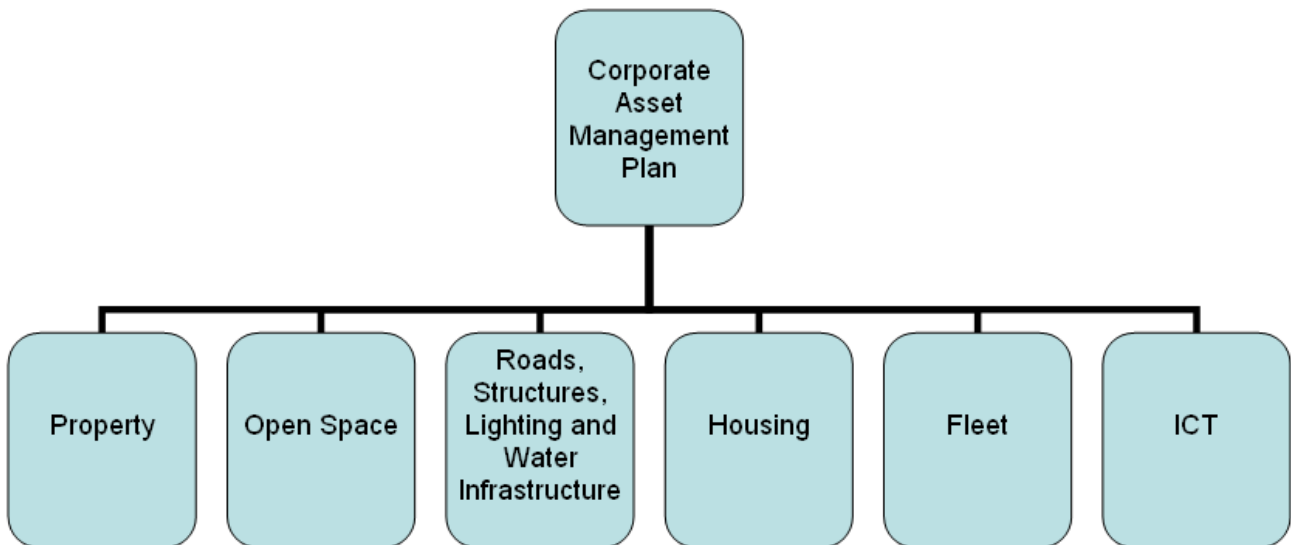 Corporate
Asset
Management
Plan
Property
Open Space
Roads,
Structures,
Lighting and
Water
Infrastructure
Housing
Fleet
ICT